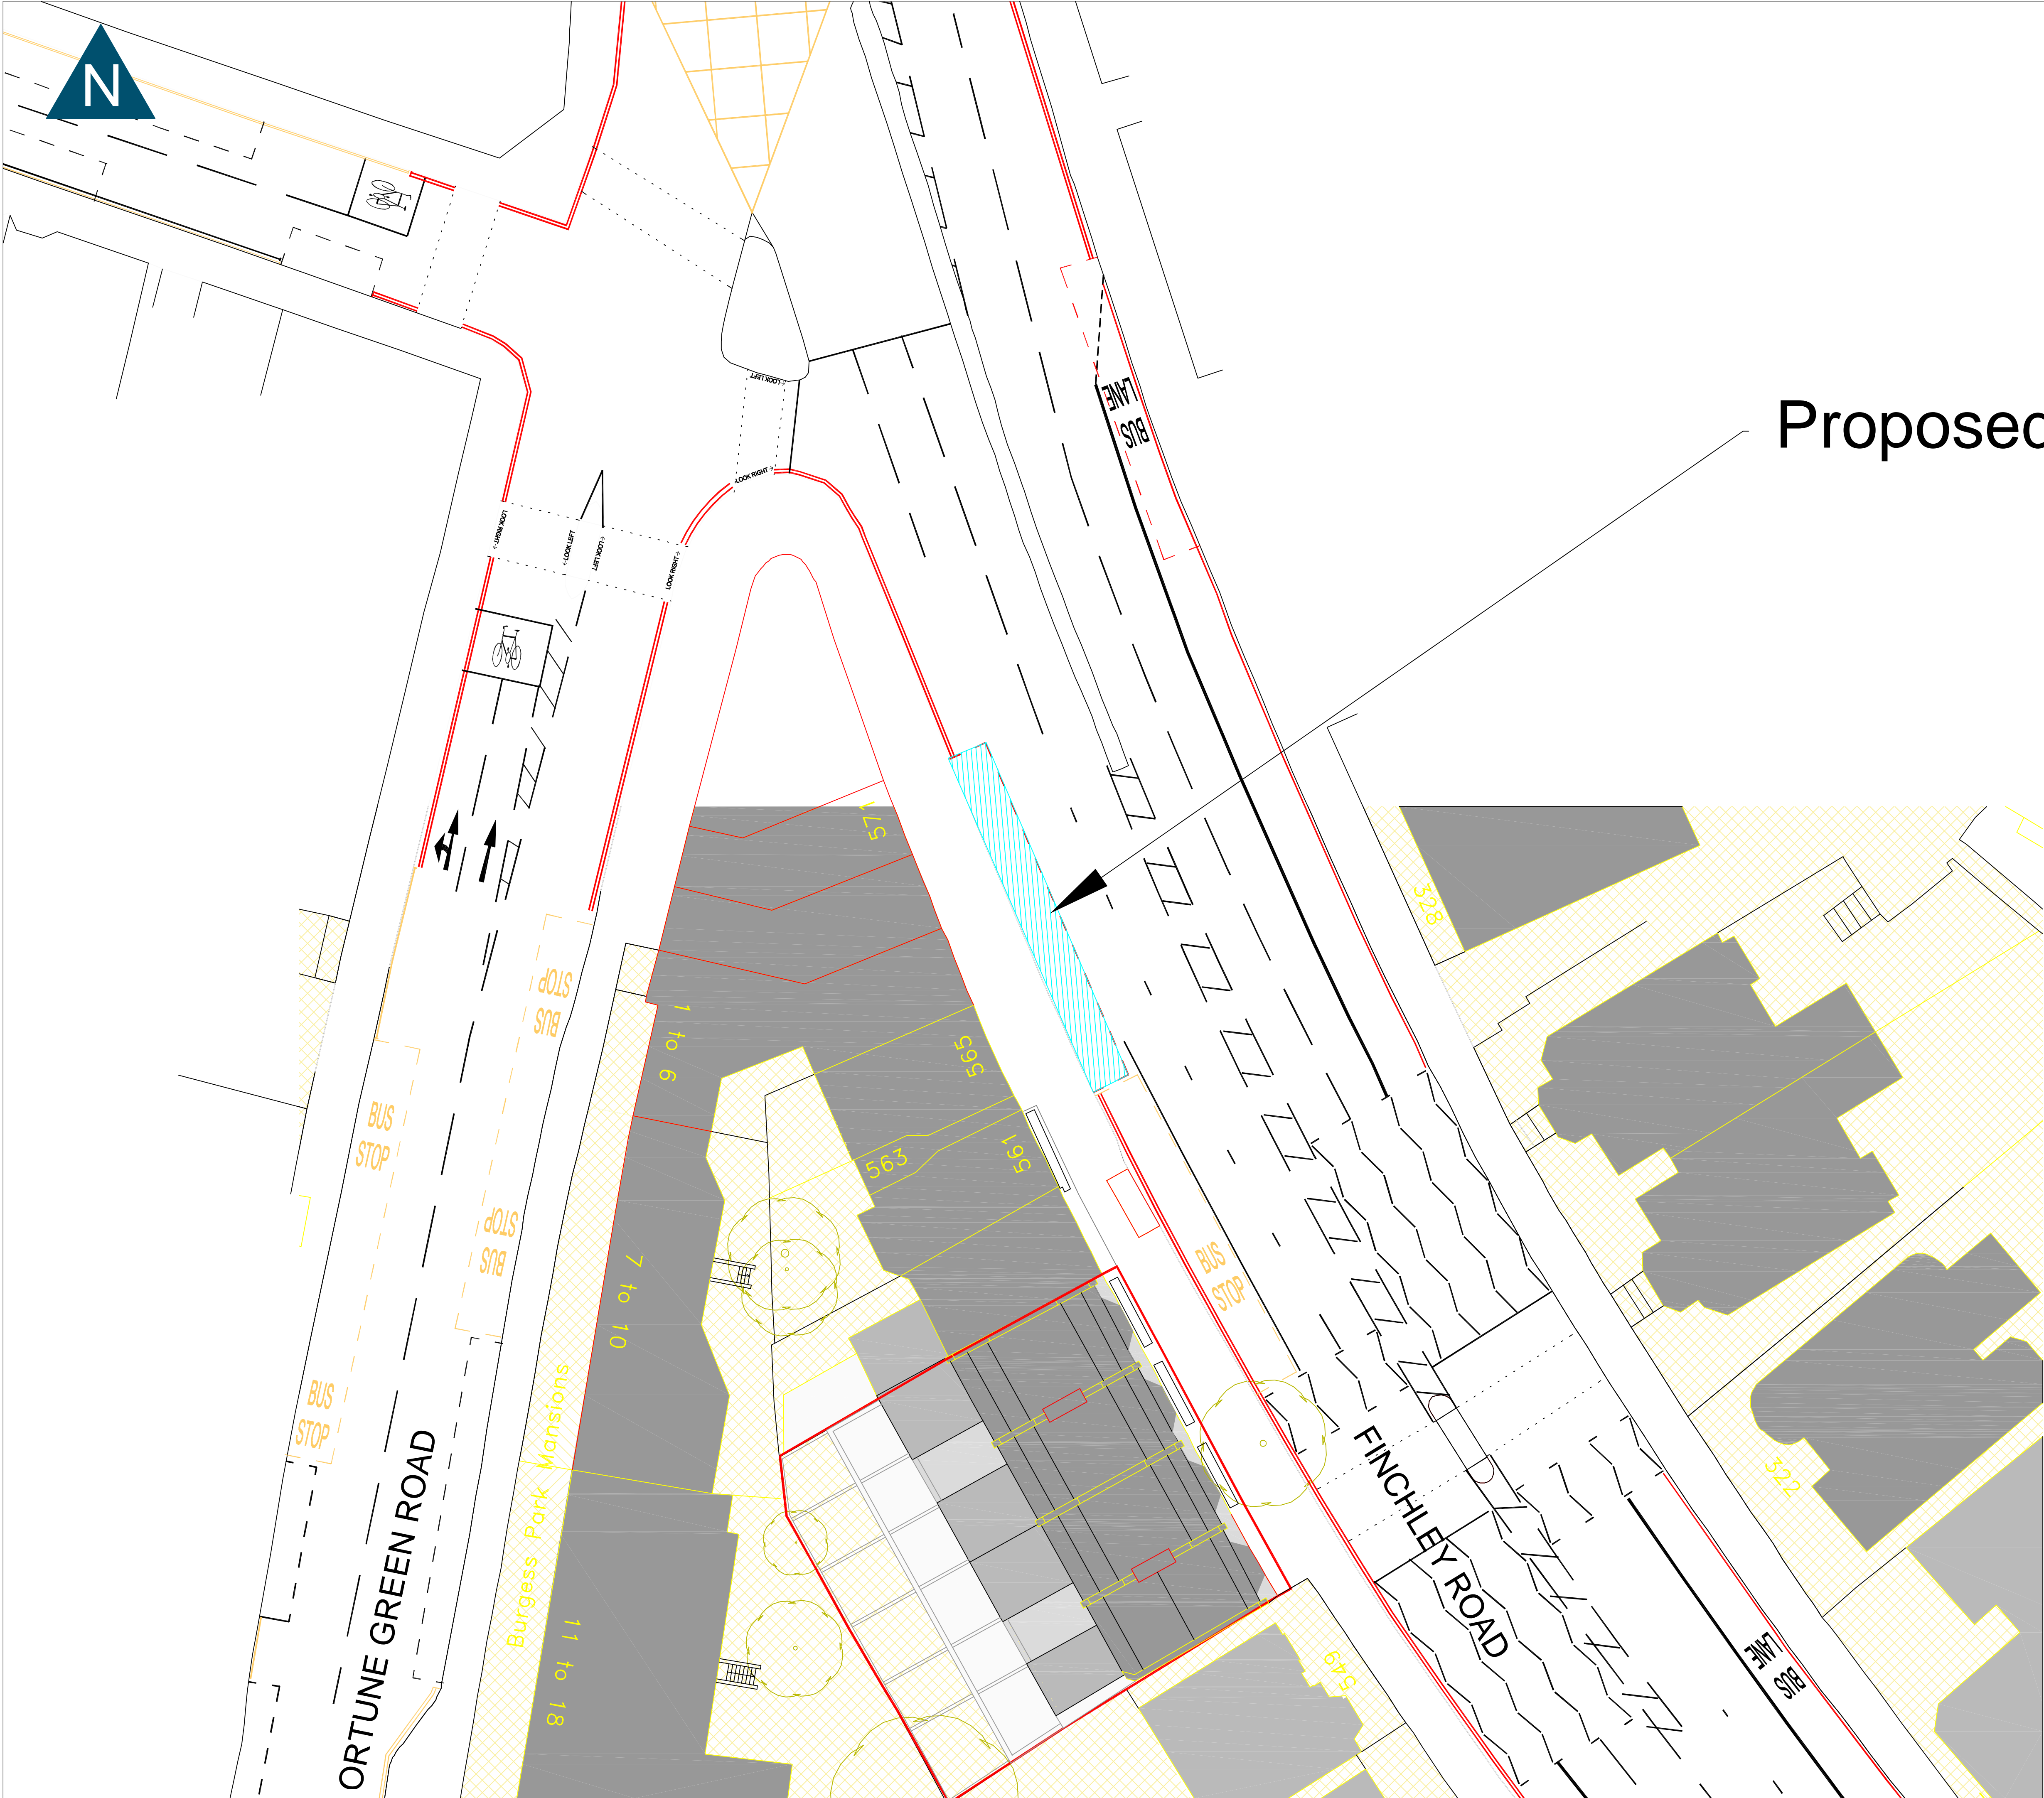 N
LOOK LEFT
LOOK RIGHT
BUS
LANE
Proposed
LOOK RIGHT
LOOK LEFT
LOOK LEFT
LOOK RIGHT
571
328
BUS
STOP
1 to 6
565
BUS
STOP
563
561
BUS
STOP
7 to 10
BUS
STOP
BUS
STOP
Burgess Park Mansions
ORTUNE GREEN ROAD
FINCHLEY ROAD
322
11 to 18
549
BUS
LANE